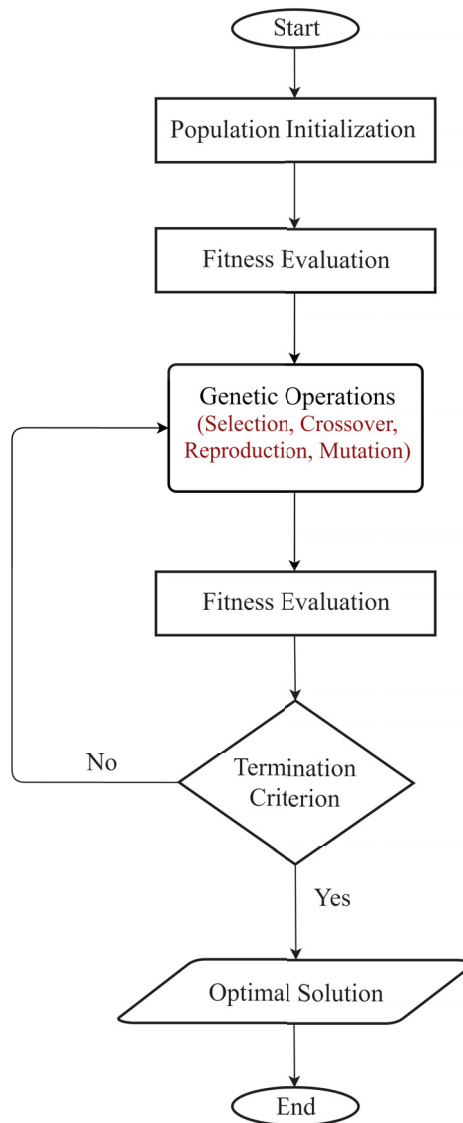 Start
Population Initialization
Fitness Evaluation
Genetic Operations
(Selection, Crossover,
Reproduction, Mutation)
Fitness Evaluation
No
Termination
Criterion
Yes
Optimal Solution
End